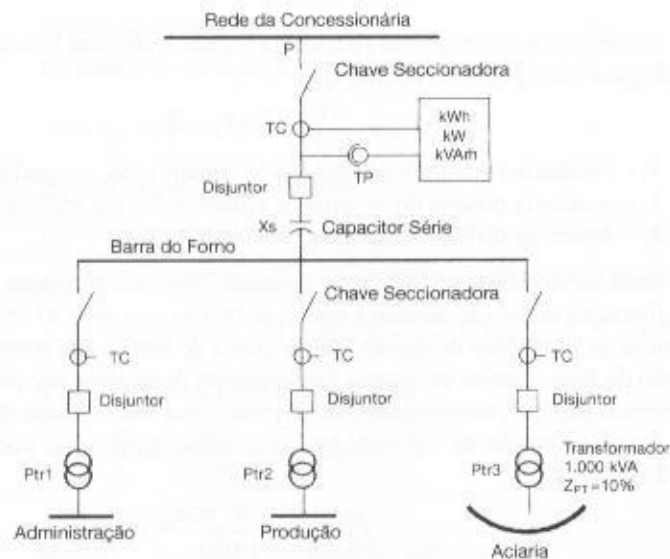 Rede da Concessionária
P
Chave Seccionadora
TC
kWh
kW
kVArh
TP
Disjuntor
Xs
Capacitor Série
Barra do Forno
Chave Seccionadora
TC
TC
TC
Disjuntor
Disjuntor
Disjuntor
Ptr1
Ptr2
Ptr3
Transformador
1.000 kVA
ZPT=10%
Administração
Produção
Aciaria